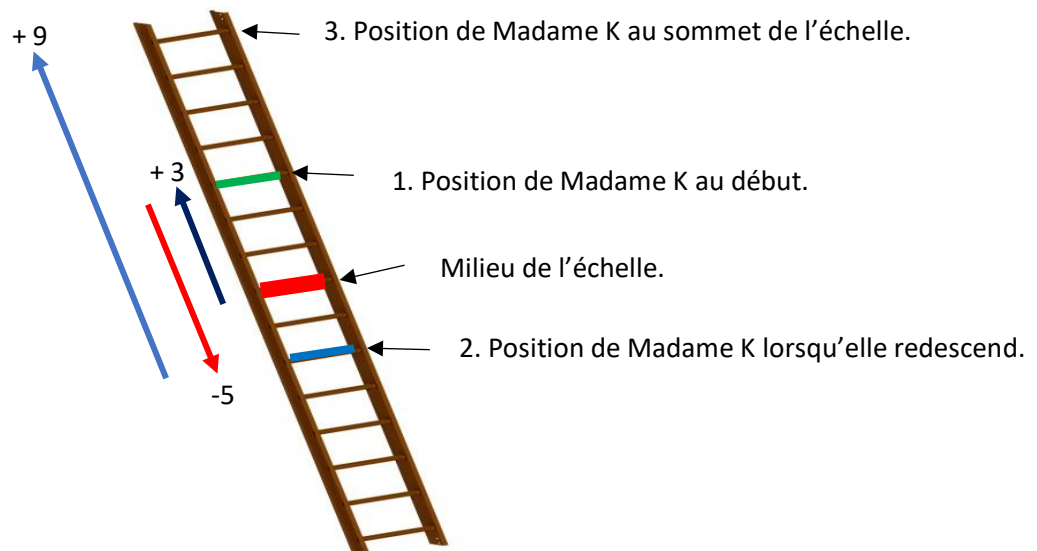 + 9
3. Position de Madame K au sommet de l’échelle.
+ 3
1. Position de Madame K au début.
Milieu de l’échelle.
2. Position de Madame K lorsqu’elle redescend.
-5